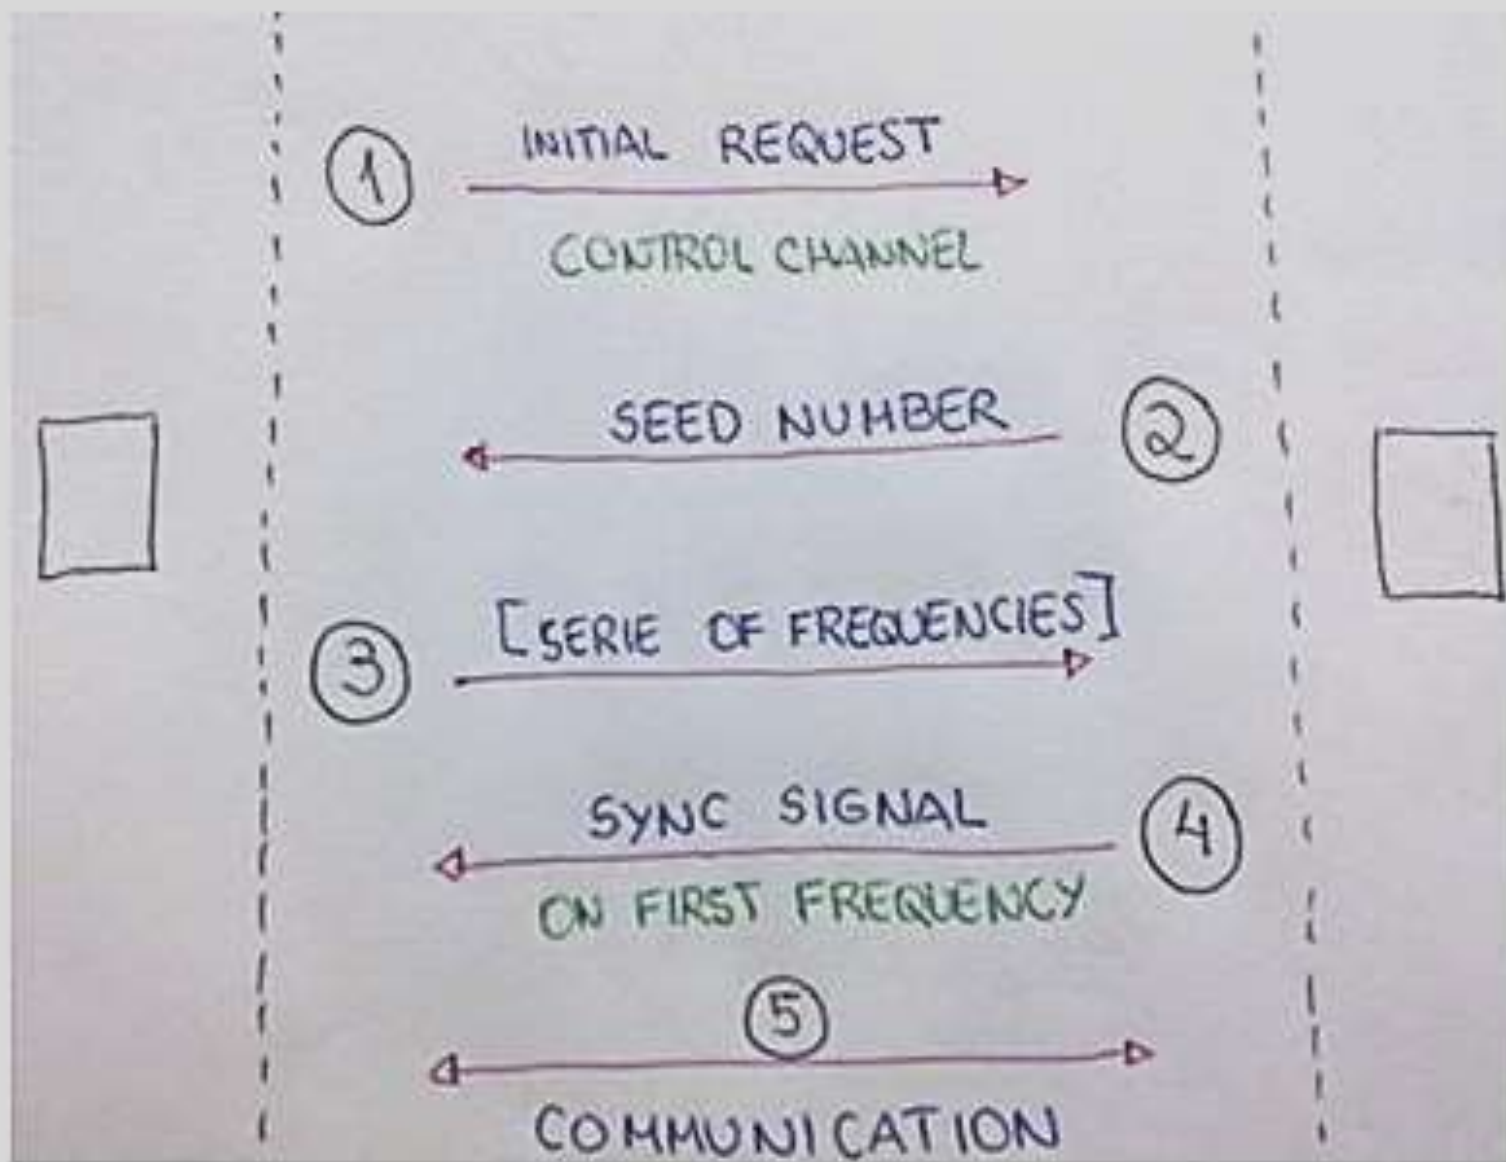 1
INITIAL REQUEST
CONTROL CHANNEL
SEED NUMBER
2
3
[SERIE OF FREQUENCIES]
SYNC SIGNAL
4
ON FIRST FREQUENCY
5
COMMUNICATION